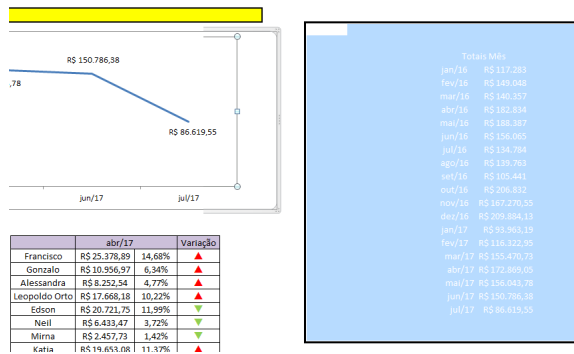 R$ 150.786,38
,78
R$ 86.619,55
jun/17 jul/17
abr/17 Variação
Francisco R$ 25.378,89 14,68%
Gonzalo R$ 10.956,97 6,34%
Alessandra R$ 8.252,54 4,77%
Leopoldo Orto R$ 17.668,18 10,22%
Edson R$ 20.721,75 11,99%
Neil R$ 6.433,47 3,72%
Mirna R$ 2.457,73 1,42%
Katia R$ 19.653,08 11,37%
Totais Mês
jan/16 R$ 117.283
fev/16 R$ 149.048
mar/16 R$ 140.357
abr/16 R$ 182.834
mai/16 R$ 188.387
jun/16 R$ 156.065
jul/16 R$ 134.784
ago/16 R$ 139.763
set/16 R$ 105.441
out/16 R$ 206.832
nov/16 R$ 167.270,55
dez/16 R$ 209.884,13
jan/17 R$ 93.963,19
fev/17 R$ 116.322,95
mar/17 R$ 155.470,73
abr/17 R$ 172.869,05
mai/17 R$ 156.043,78
jun/17 R$ 150.786,38
jul/17 R$ 86.619,55